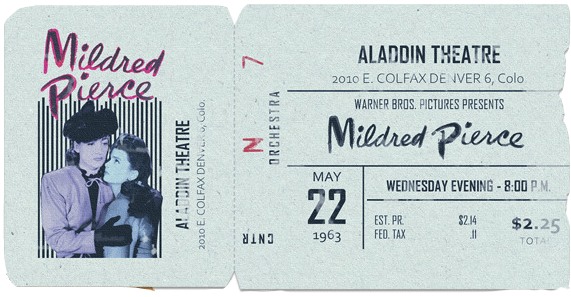 Mildred
Pierce
ALADDIN THEATRE
2010 E. COLFAX DENVER 6, Colo.
N 7
ORCHESTRA
CNTR
ALADDIN THEATRE
2010 E. COLFAX DENVER 6, Colo
WARNER BROS. PICTURES PRESENTS
Mildred Pierce
MAY
22
1963
WEDNESDAY EVENING - 8:00 P.M.
EST. PR. $2.14
FED. TAX .11
$2.25
TOTAL